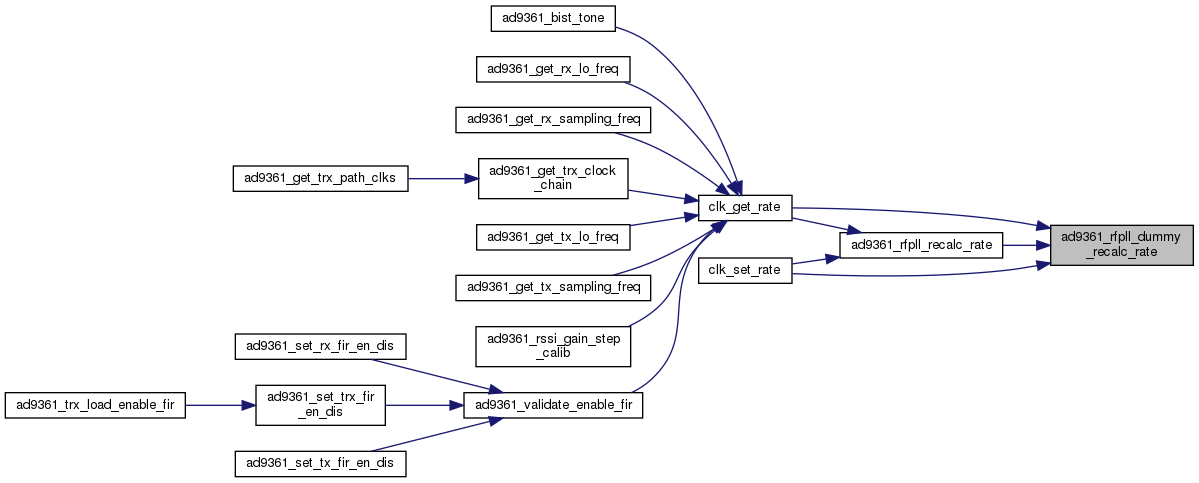 ad9361_bist_tone
ad9361_get_rx_lo_freq
ad9361_get_rx_sampling_freq
ad9361_get_trx_clock
_chain
ad9361_get_trx_path_clks
clk_get_rate
ad9361_get_tx_lo_freq
ad9361_rfpll_recalc_rate
ad9361_rfpll_dummy
_recalc_rate
clk_set_rate
ad9361_get_tx_sampling_freq
ad9361_rssi_gain_step
_calib
ad9361_set_rx_fir_en_dis
ad9361_trx_load_enable_fir
ad9361_set_trx_fir
_en_dis
ad9361_validate_enable_fir
ad9361_set_tx_fir_en_dis